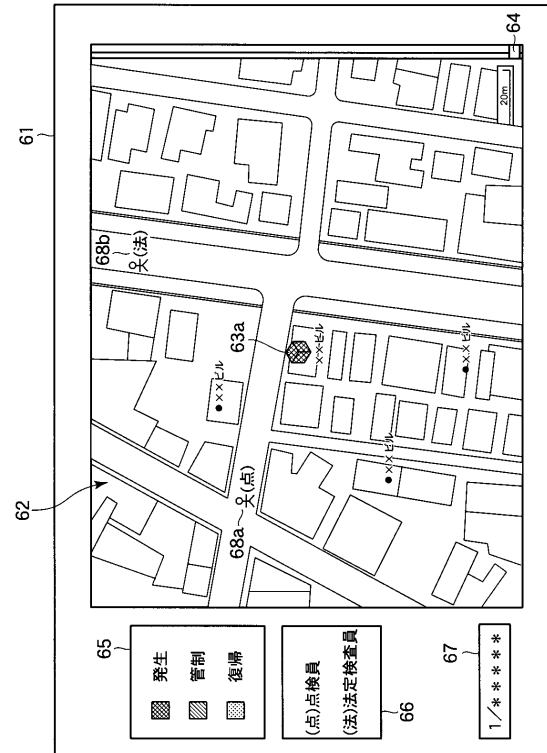 61
62
68b
(法)
64
20m
63a
××ビル
××ビル
××ビル
××ビル
68a
(点)
65
発生
管制
復帰
(点)点検員
(法)法定検査員
66
67
1/******